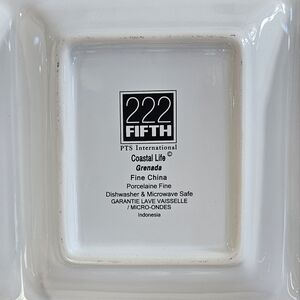 222
FIFTH
PTS International
Coastal Life ©
Grenada
Fine China
Porcelaine Fine
Dishwasher & Microwave Safe
GARANTIE LAVE VAISSELLE
/ MICRO-ONDES
Indonesia